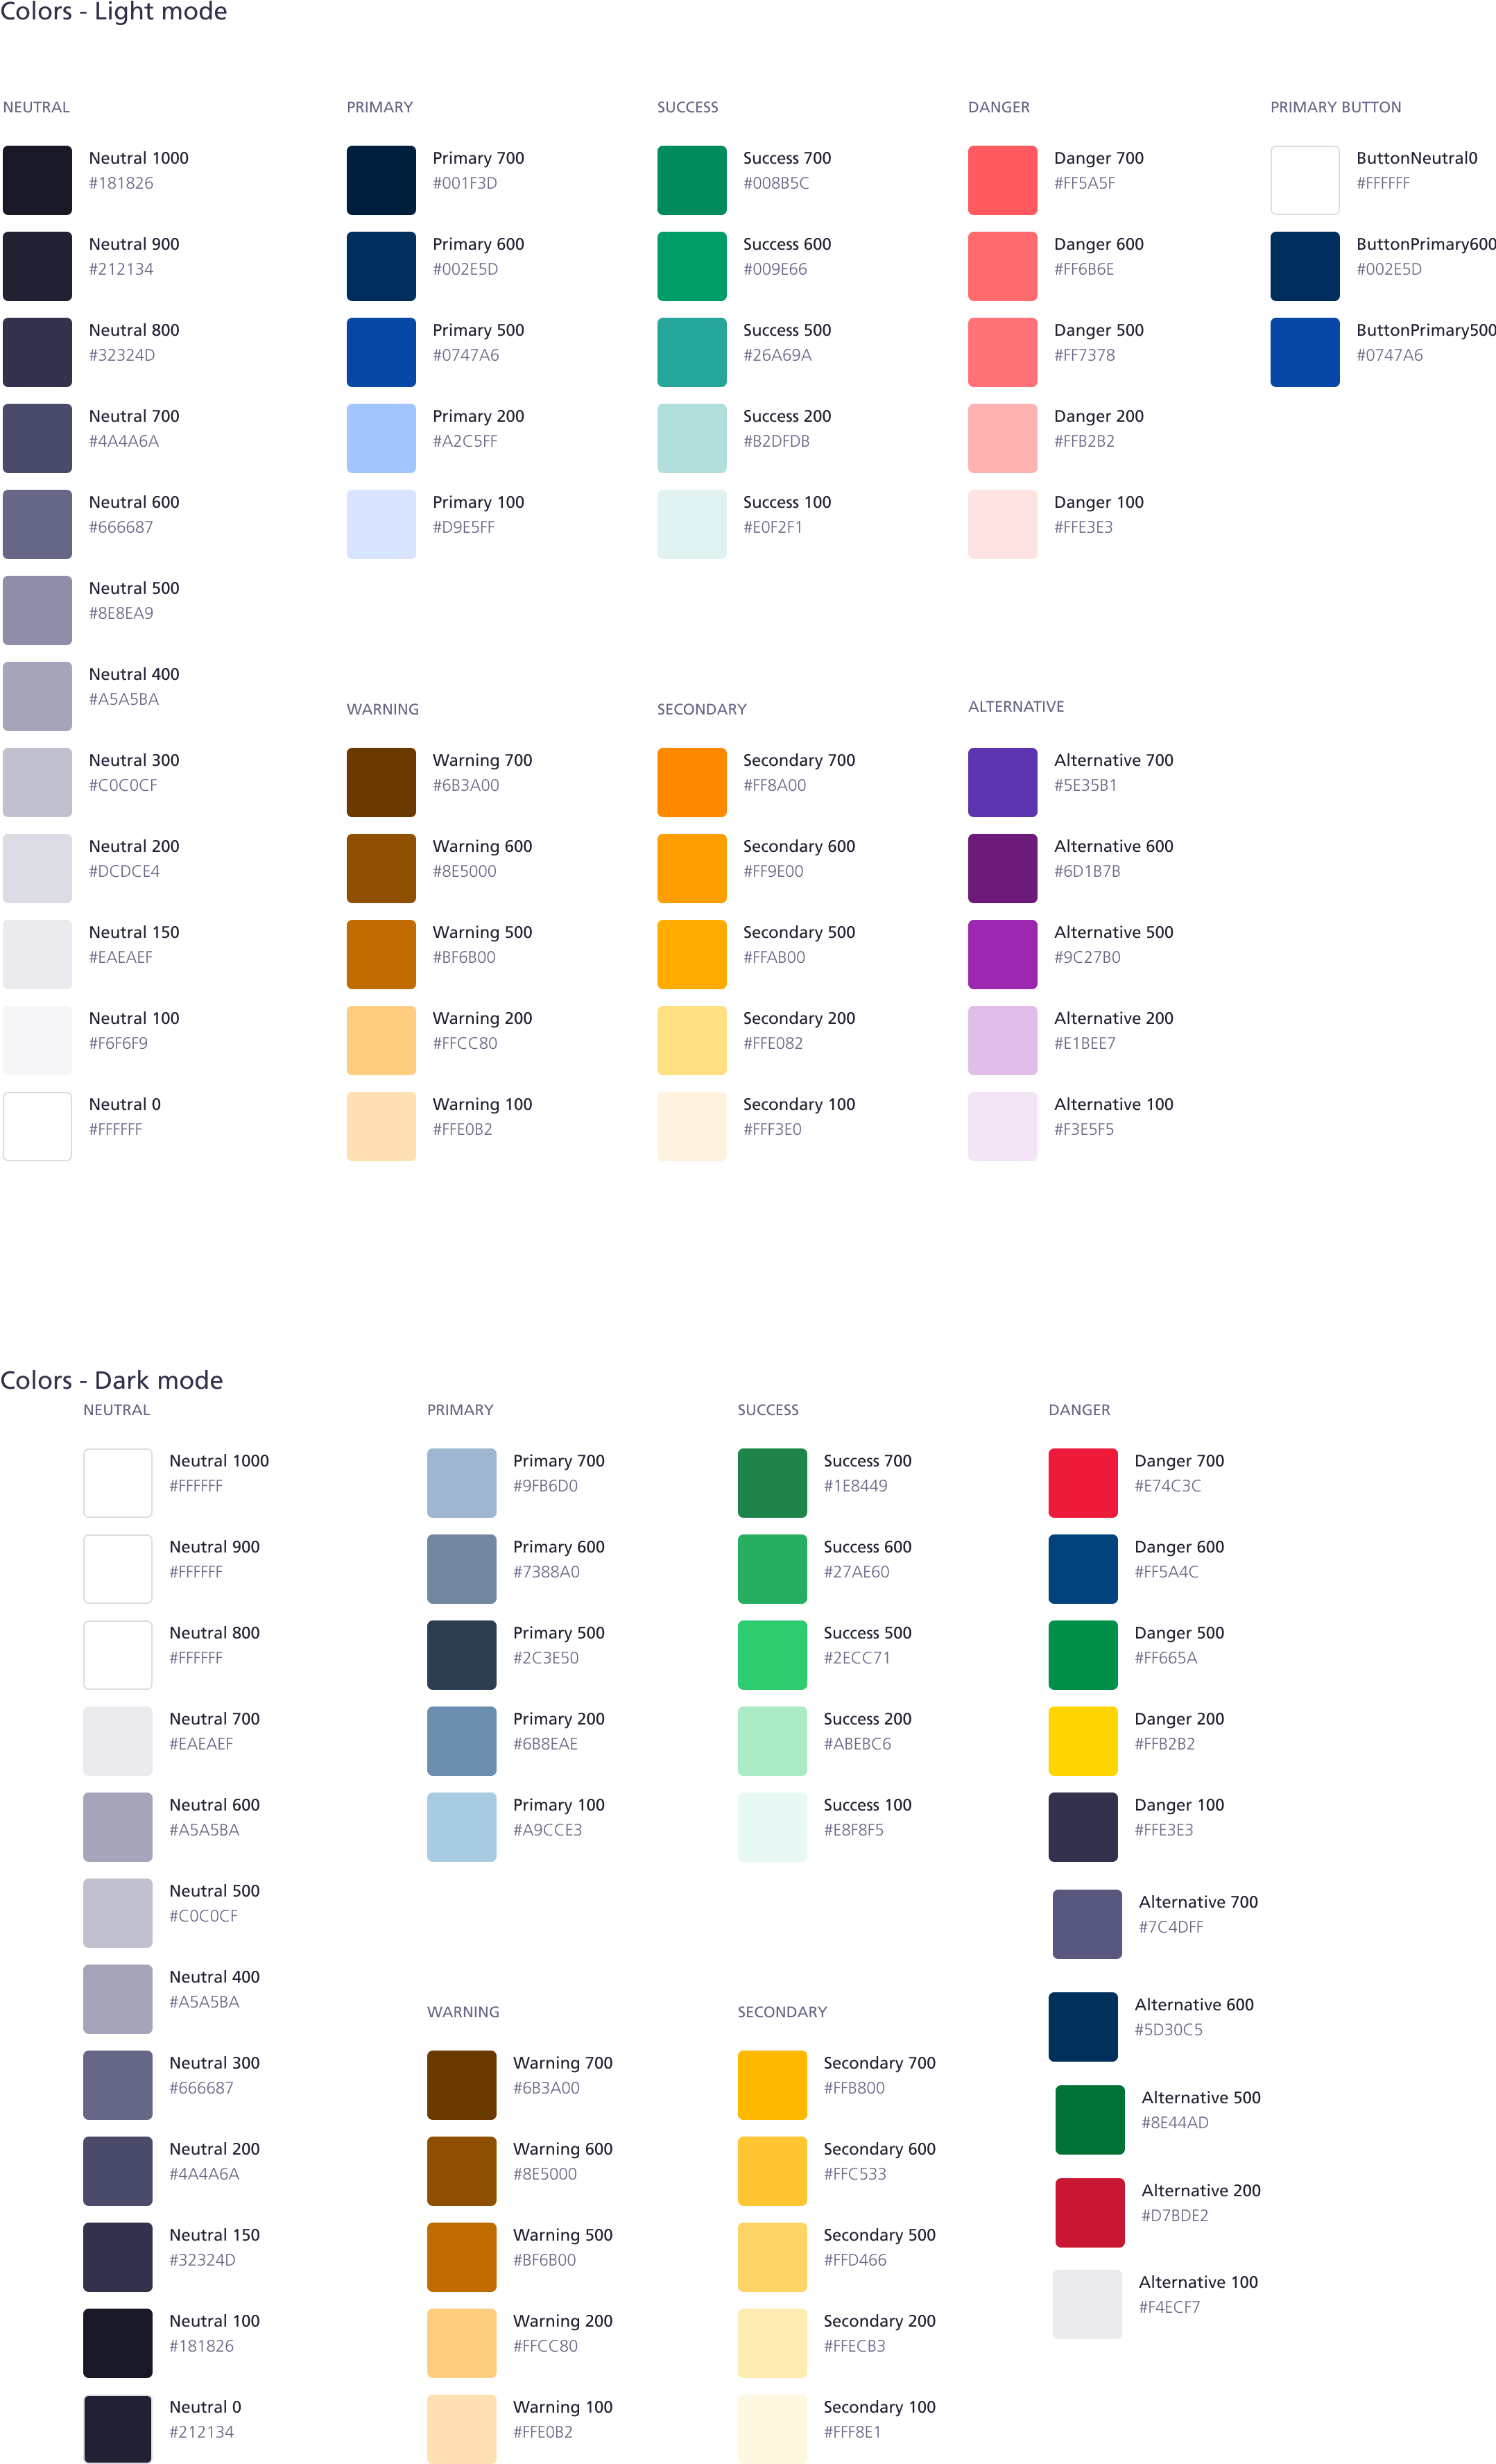 Colors - Light mode
NEUTRAL
Neutral 1000
#181826
Neutral 900
#212134
Neutral 800
#32324D
Neutral 700
#4A4A6A
Neutral 600
#666687
Neutral 500
#8E8EA9
Neutral 400
#A5A5BA
Neutral 300
#C0C0CF
Neutral 200
#DCDCE4
Neutral 150
#EAEAEF
Neutral 100
#F6F6F9
Neutral 0
#FFFFFF
PRIMARY
Primary 700
#001F3D
Primary 600
#002E5D
Primary 500
#0747A6
Primary 200
#A2C5FF
Primary 100
#D9E5FF
SUCCESS
Success 700
#008B5C
Success 600
#009E66
Success 500
#26A69A
Success 200
#B2DFDB
Success 100
#E0F2F1
DANGER
Danger 700
#FF5A5F
Danger 600
#FF6B6E
Danger 500
#FF7378
Danger 200
#FFB2B2
Danger 100
#FFE3E3
PRIMARY BUTTON
ButtonNeutral0
#FFFFFF
ButtonPrimary600
#002E5D
ButtonPrimary500
#0747A6
WARNING
Warning 700
#6B3A00
Warning 600
#8E5000
Warning 500
#BF6B00
Warning 200
#FFCC80
Warning 100
#FFE0B2
SECONDARY
Secondary 700
#FF8A00
Secondary 600
#FF9E00
Secondary 500
#FFAB00
Secondary 200
#FFE082
Secondary 100
#FFF3E0
ALTERNATIVE
Alternative 700
#5E35B1
Alternative 600
#6D1B7B
Alternative 500
#9C27B0
Alternative 200
#E1BEE7
Alternative 100
#F3E5F5
Colors - Dark mode
NEUTRAL
Neutral 1000
#FFFFFF
Neutral 900
#FFFFFF
Neutral 800
#FFFFFF
Neutral 700
#EAEAEF
Neutral 600
#A5A5BA
Neutral 500
#C0C0CF
Neutral 400
#A5A5BA
Neutral 300
#666687
Neutral 200
#4A4A6A
Neutral 150
#32324D
Neutral 100
#181826
Neutral 0
#212134
PRIMARY
Primary 700
#9FB6D0
Primary 600
#7388A0
Primary 500
#2C3E50
Primary 200
#6B8EAE
Primary 100
#A9CCE3
SUCCESS
Success 700
#1E8449
Success 600
#27AE60
Success 500
#2ECC71
Success 200
#ABEBC6
Success 100
#E8F8F5
DANGER
Danger 700
#E74C3C
Danger 600
#FF5A4C
Danger 500
#FF665A
Danger 200
#FFB2B2
Danger 100
#FFE3E3
Alternative 700
#7C4DFF
Alternative 600
#5D30C5
Alternative 500
#8E44AD
Alternative 200
#D7BDE2
Alternative 100
#F4ECF7
WARNING
Warning 700
#6B3A00
Warning 600
#8E5000
Warning 500
#BF6B00
Warning 200
#FFCC80
Warning 100
#FFE0B2
SECONDARY
Secondary 700
#FFB800
Secondary 600
#FFC533
Secondary 500
#FFD466
Secondary 200
#FFECB3
Secondary 100
#FFF8E1